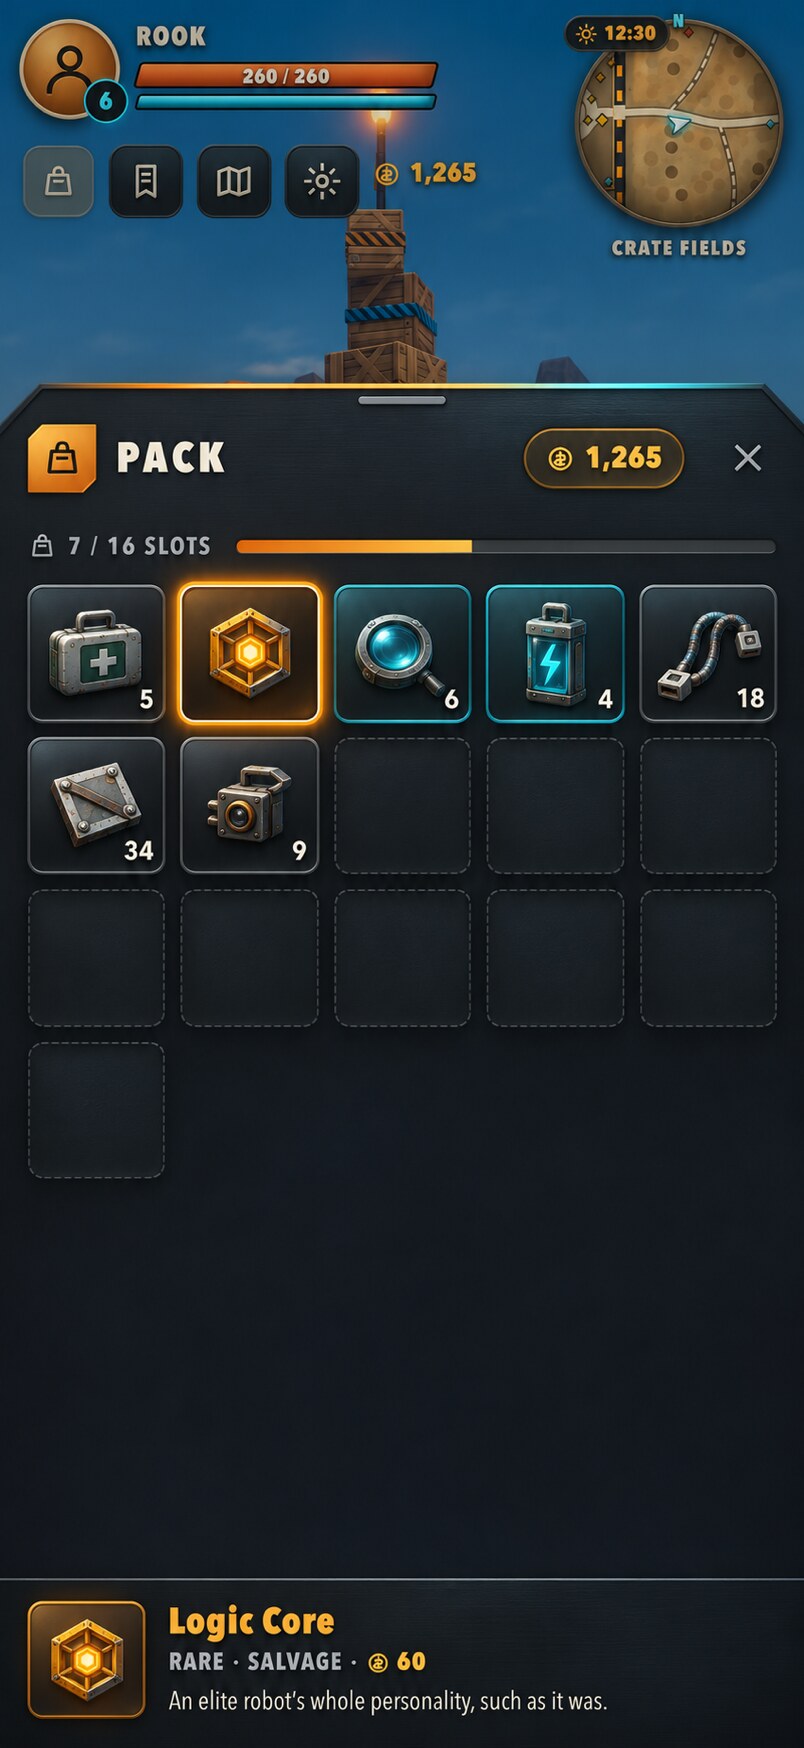 ROOK
260 / 260
6
1,265
12:30
N
CRATE FIELDS
PACK
1,265
7 / 16 SLOTS
5
6
4
18
34
9
Logic Core
RARE · SALVAGE · 60
An elite robot's whole personality, such as it was.